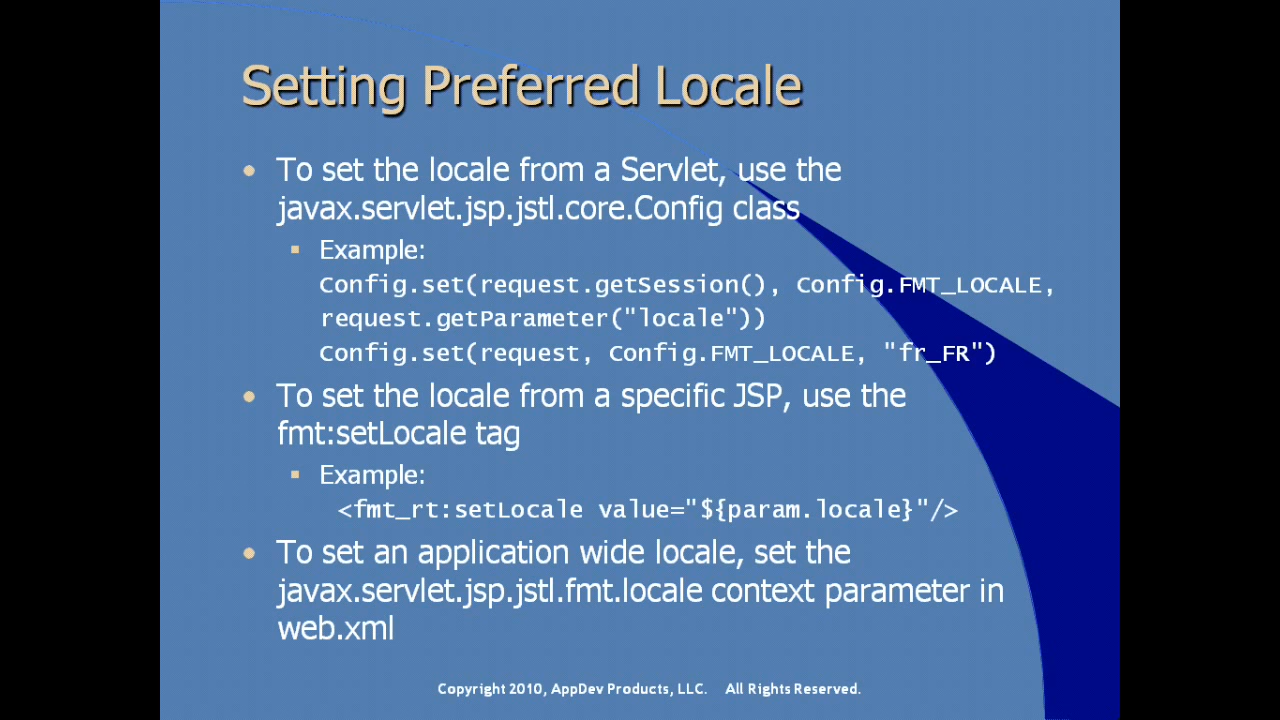 Setting Preferred Locale
To set the locale from a Servlet, use the
javax.servlet.jsp.jstl.core.Config class
Example:
Config.set(request.getSession(), Config.FMT_LOCALE,
request.getParameter("locale"))
Config.set(request, Config.FMT_LOCALE, "fr_FR")
To set the locale from a specific JSP, use the
fmt:setLocale tag
Example:
<fmt_rt:setLocale value="${param.locale}"/>
To set an application wide locale, set the
javax.servlet.jsp.jstl.fmt.locale context parameter in
web.xml
Copyright 2010, AppDev Products, LLC. All Rights Reserved.